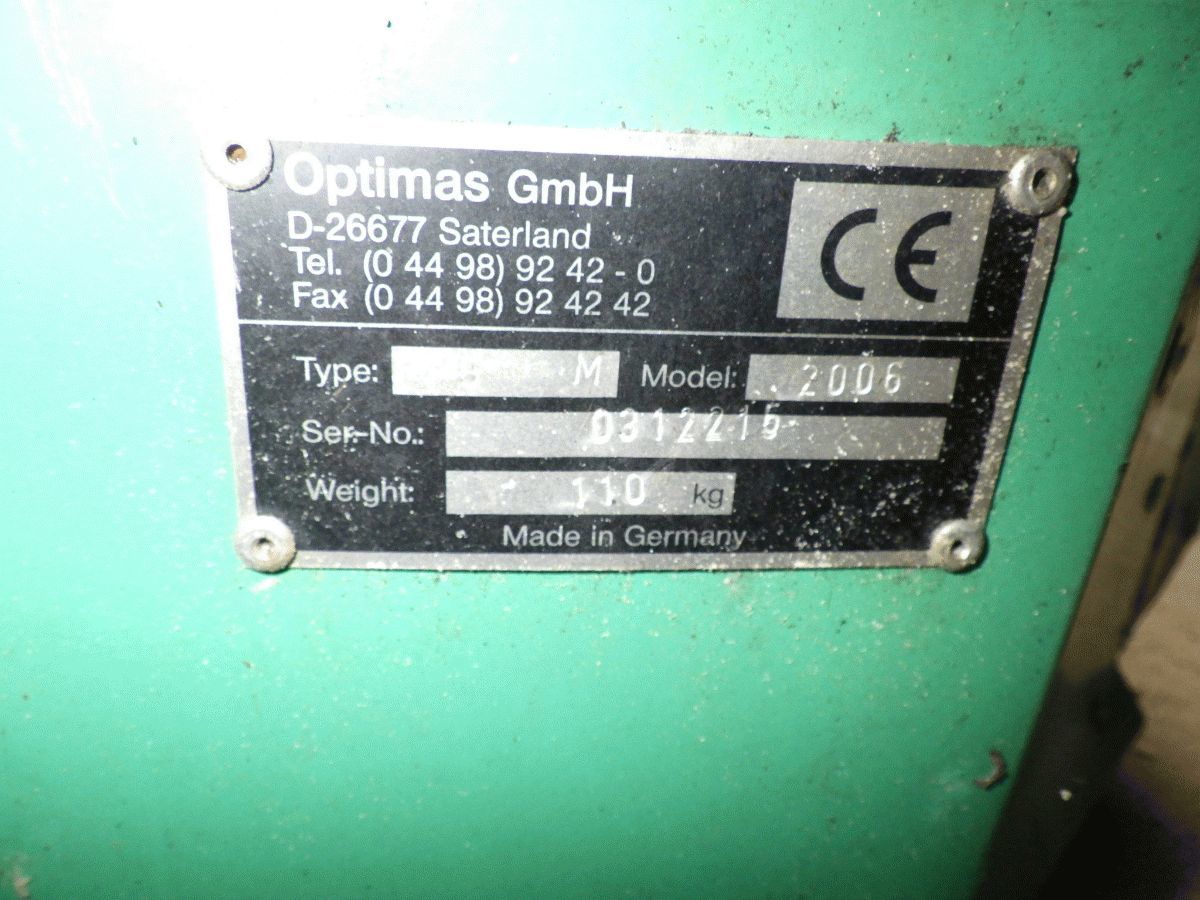 Optimas GmbH
D-26677 Saterland
Tel. (0 44 98) 92 42 - 0
Fax (0 44 98) 92 42 42
CE
Type: M Model: 2006
Ser.-No.: 0312215
Weight: 110 kg
Made in Germany